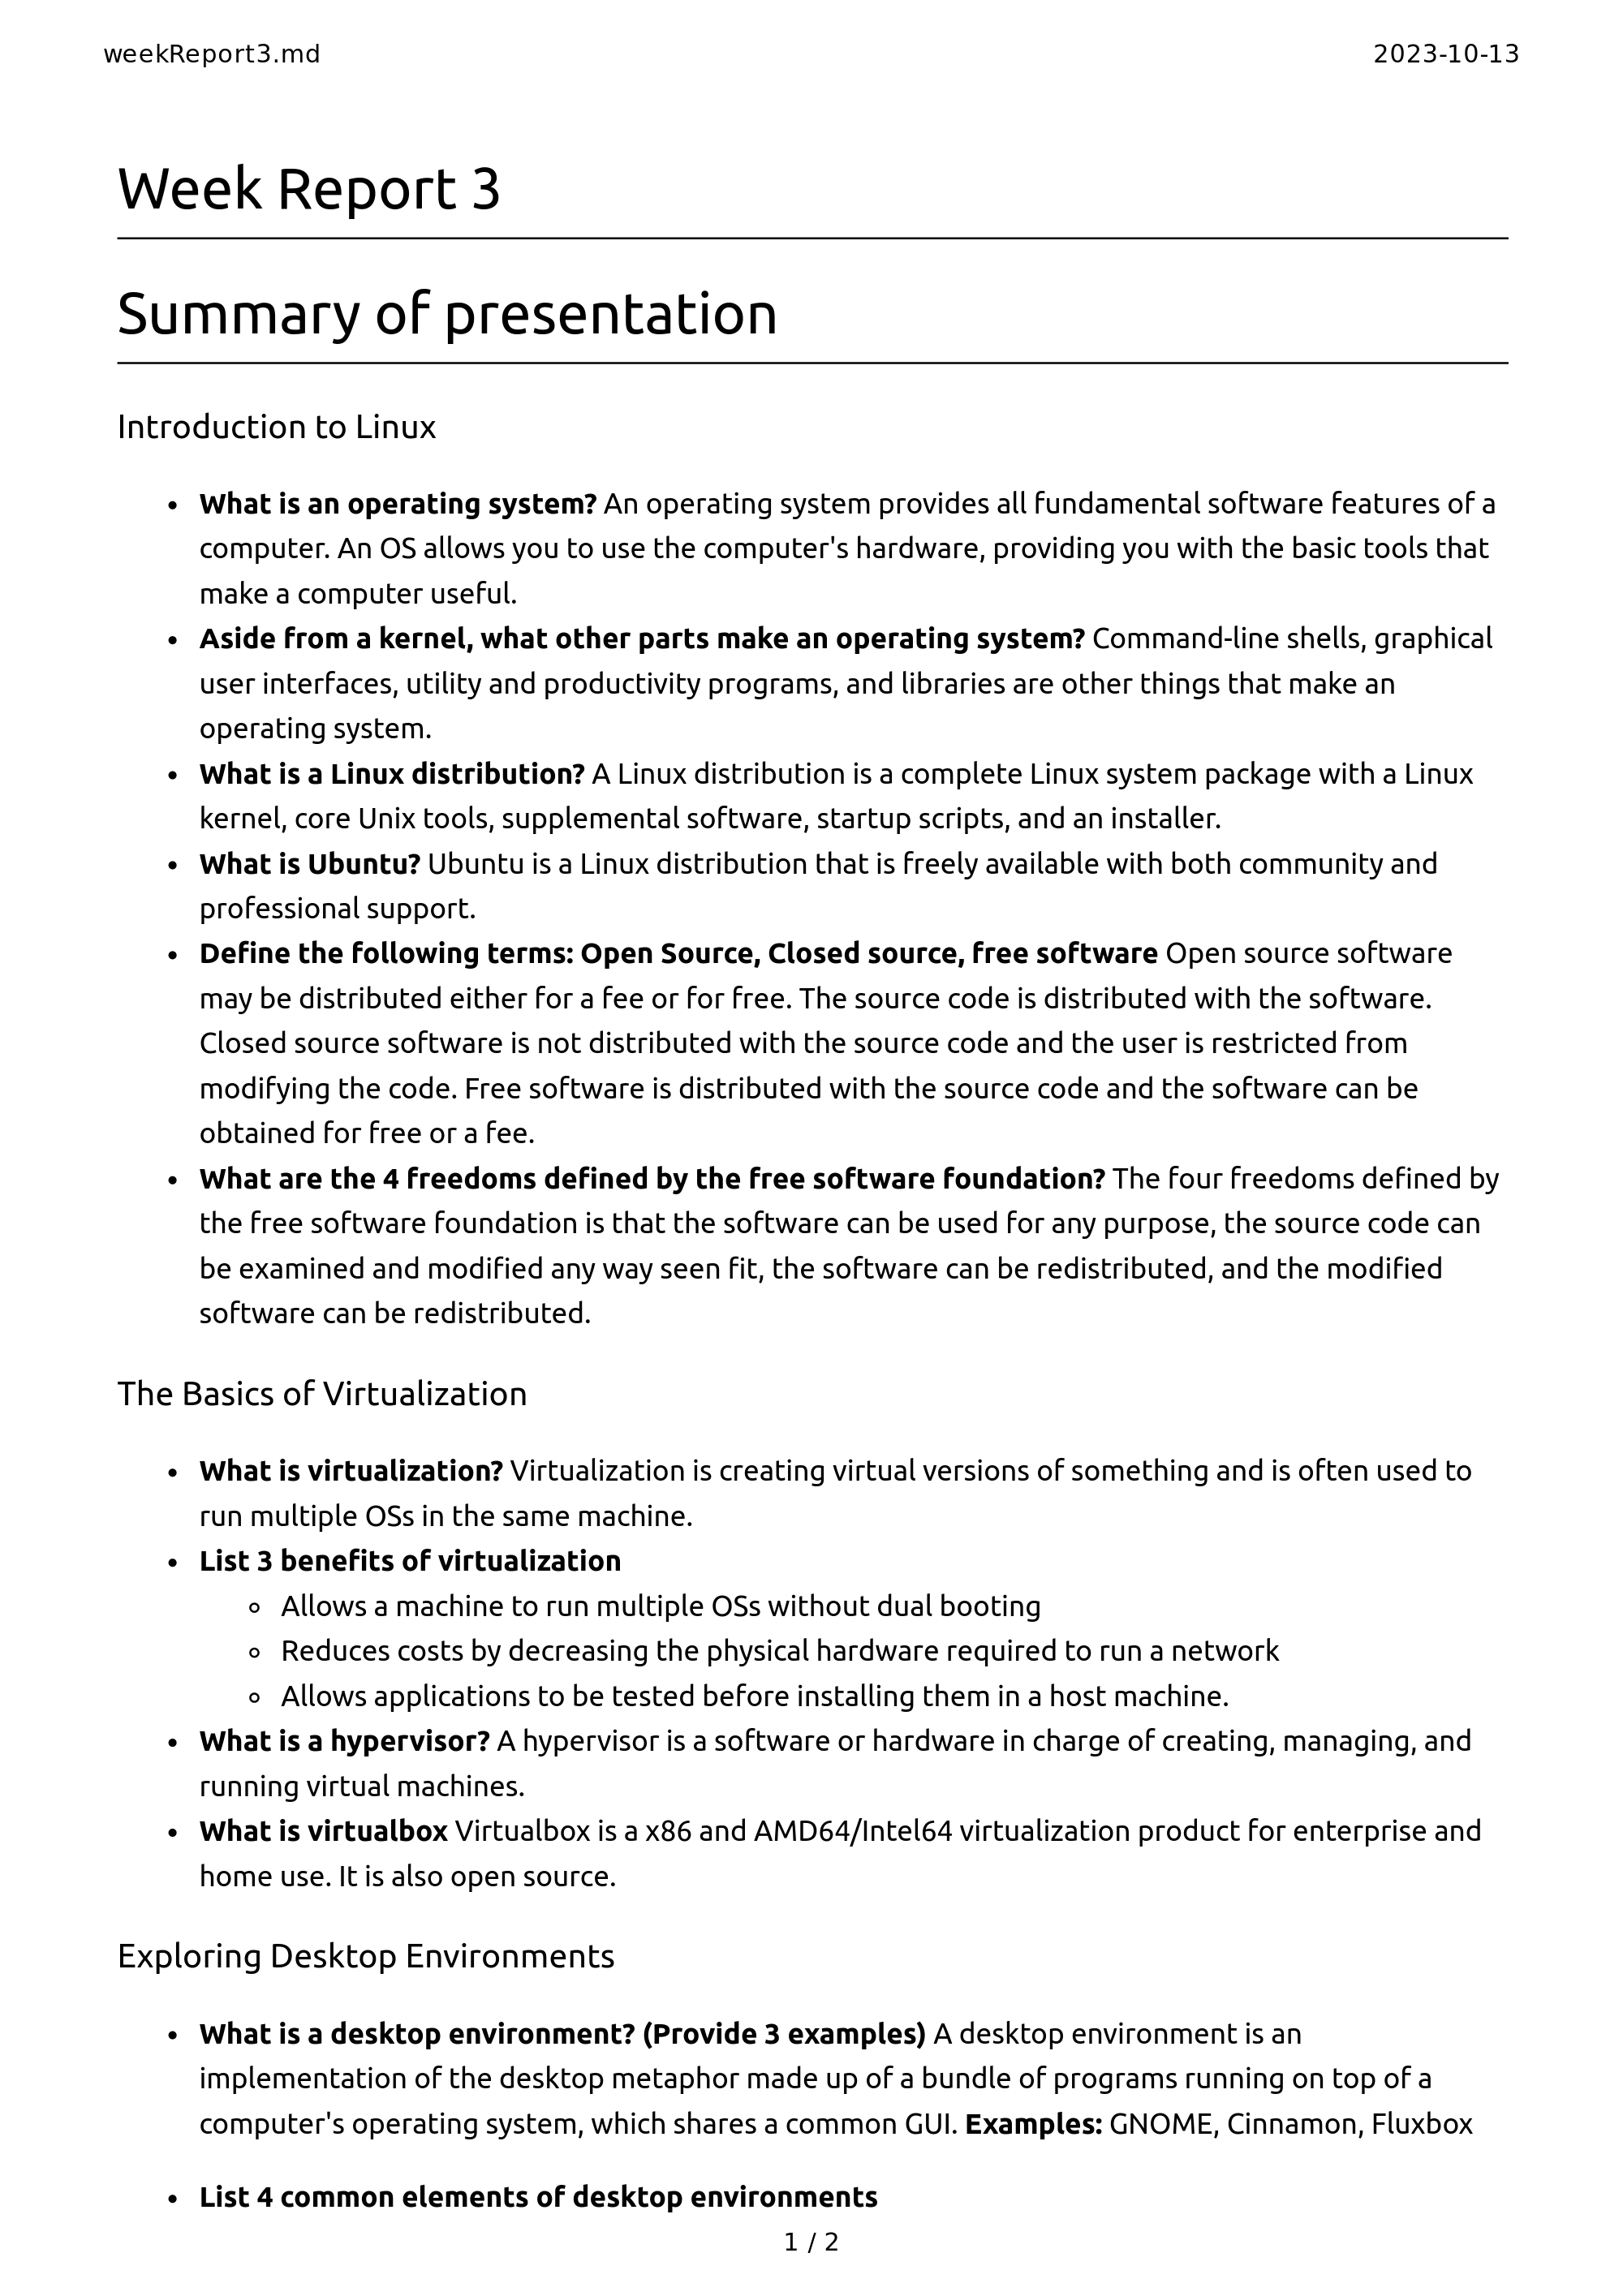 weekReport3.md 2023-10-13
Week Report 3
Summary of presentation
Introduction to Linux
• What is an operating system? An operating system provides all fundamental software features of a
computer. An OS allows you to use the computer's hardware, providing you with the basic tools that
make a computer useful.
• Aside from a kernel, what other parts make an operating system? Command-line shells, graphical
user interfaces, utility and productivity programs, and libraries are other things that make an
operating system.
• What is a Linux distribution? A Linux distribution is a complete Linux system package with a Linux
kernel, core Unix tools, supplemental software, startup scripts, and an installer.
• What is Ubuntu? Ubuntu is a Linux distribution that is freely available with both community and
professional support.
• Define the following terms: Open Source, Closed source, free software Open source software
may be distributed either for a fee or for free. The source code is distributed with the software.
Closed source software is not distributed with the source code and the user is restricted from
modifying the code. Free software is distributed with the source code and the software can be
obtained for free or a fee.
• What are the 4 freedoms defined by the free software foundation? The four freedoms defined by
the free software foundation is that the software can be used for any purpose, the source code can
be examined and modified any way seen fit, the software can be redistributed, and the modified
software can be redistributed.
The Basics of Virtualization
• What is virtualization? Virtualization is creating virtual versions of something and is often used to
run multiple OSs in the same machine.
• List 3 benefits of virtualization
◦ Allows a machine to run multiple OSs without dual booting
◦ Reduces costs by decreasing the physical hardware required to run a network
◦ Allows applications to be tested before installing them in a host machine.
• What is a hypervisor? A hypervisor is a software or hardware in charge of creating, managing, and
running virtual machines.
• What is virtualbox Virtualbox is a x86 and AMD64/Intel64 virtualization product for enterprise and
home use. It is also open source.
Exploring Desktop Environments
• What is a desktop environment? (Provide 3 examples) A desktop environment is an
implementation of the desktop metaphor made up of a bundle of programs running on top of a
computer's operating system, which shares a common GUI. Examples: GNOME, Cinnamon, Fluxbox
• List 4 common elements of desktop environments
1 / 2